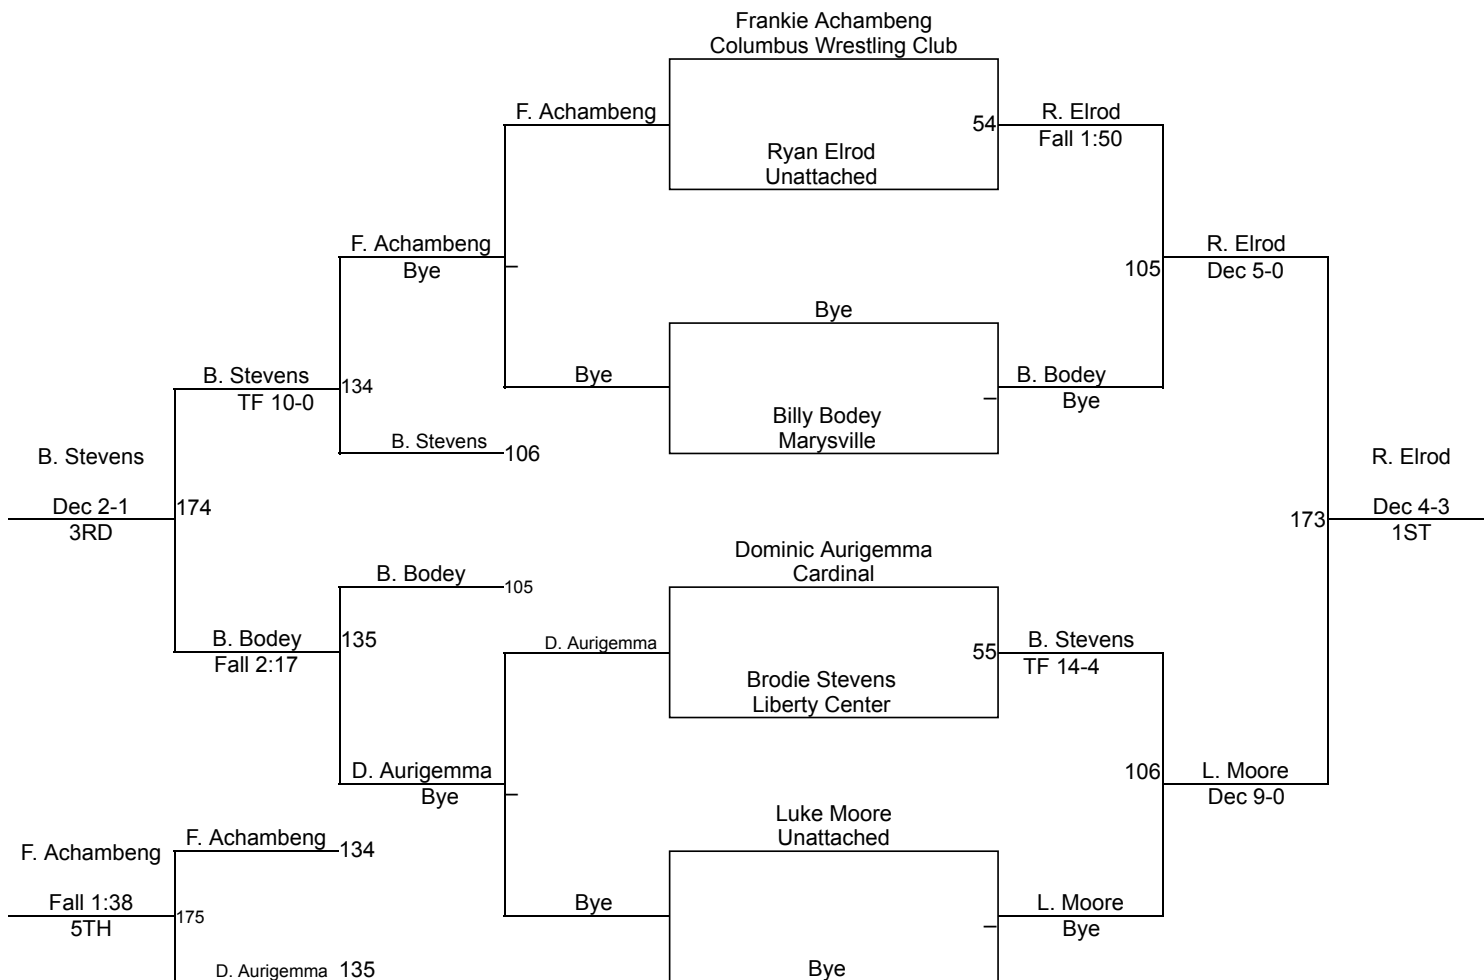 Frankie Achambeng
Columbus Wrestling Club
F. Achambeng
54
R. Elrod
Fall 1:50
Ryan Elrod
Unattached
F. Achambeng
Bye
R. Elrod
105
Dec 5-0
Bye
B. Stevens
134
TF 10-0
Bye
B. Bodey
Bye
Billy Bodey
Marysville
B. Stevens
106
B. Stevens
Dec 2-1
174
3RD
R. Elrod
173
Dec 4-3
1ST
Dominic Aurigemma
Cardinal
B. Bodey
105
B. Bodey
135
Fall 2:17
D. Aurigemma
55
B. Stevens
TF 14-4
Brodie Stevens
Liberty Center
D. Aurigemma
Bye
106
L. Moore
Dec 9-0
Luke Moore
Unattached
F. Achambeng
134
F. Achambeng
Fall 1:38
175
5TH
Bye
L. Moore
Bye
D. Aurigemma
135
Bye